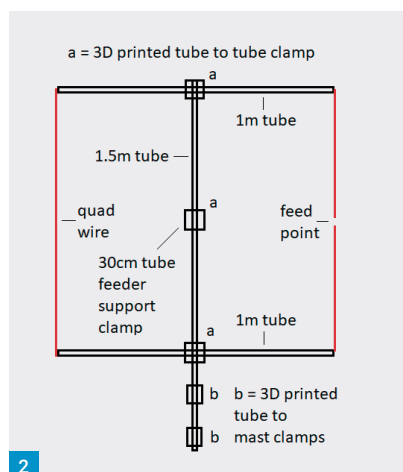 a = 3D printed tube to tube clamp
a
1m tube
1.5m tube
a
quad
wire
feed
point
30cm tube
feeder
support
clamp
a
1m tube
b
b = 3D printed
tube to
b
mast clamps
2